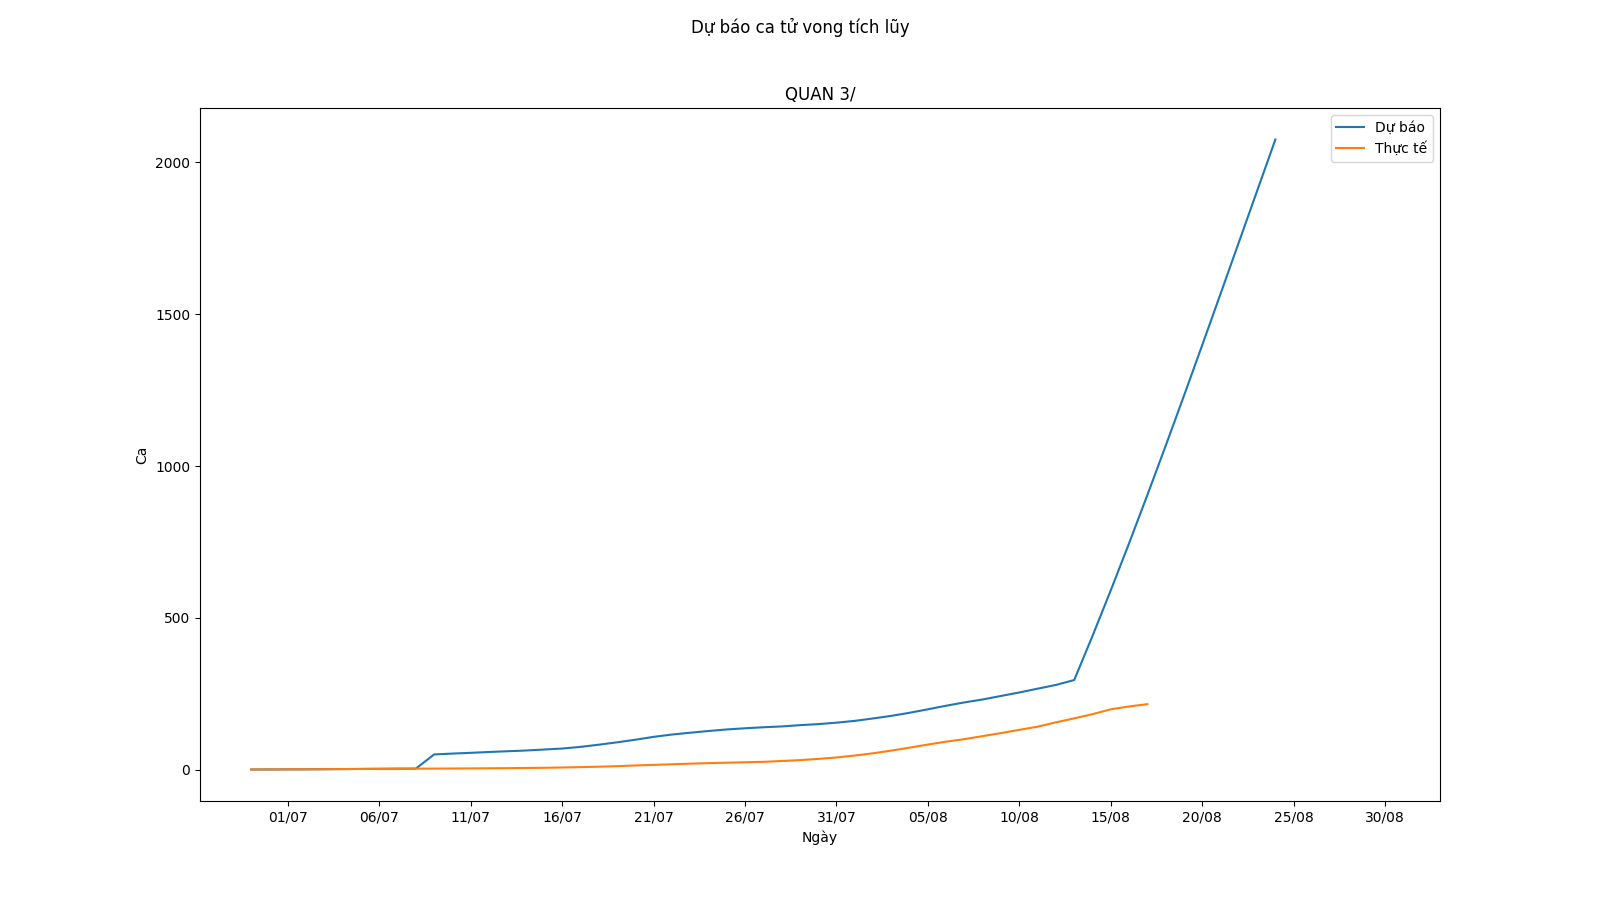 Dự báo ca tử vong tích lũy
QUAN 3/
Dự báo
Thực tế
2000
1500
1000
500
0
Ca
01/07 06/07 11/07 16/07 21/07 26/07 31/07 05/08 10/08 15/08 20/08 25/08 30/08
Ngày